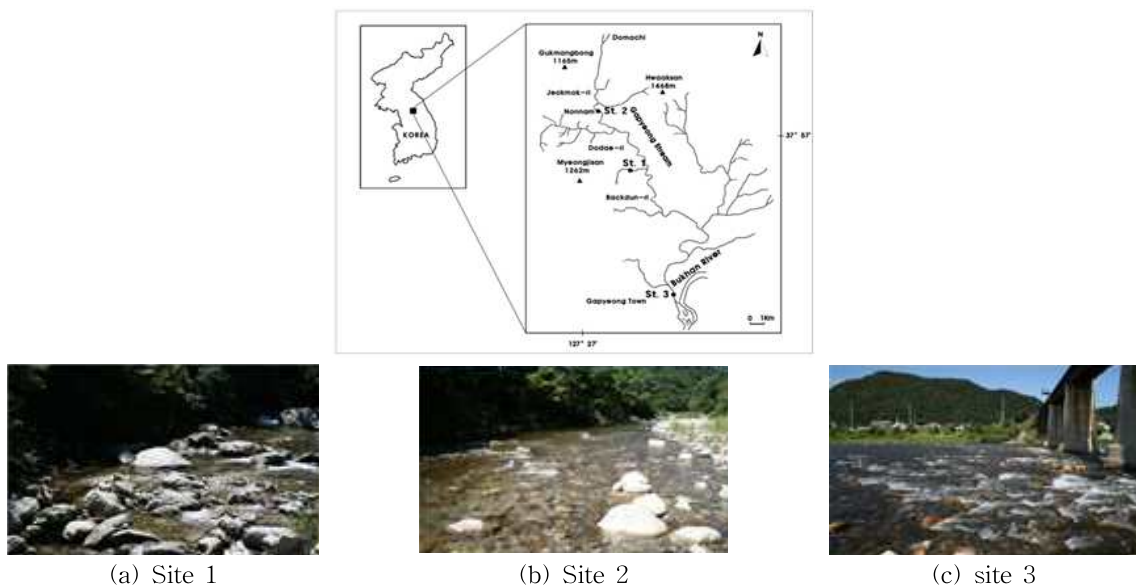 Domachi
N
Gukmangbong
1165m
Hwaaksan
1468m
Jeokmok-ri
Nonnam
St. 2
Gapyeong Stream
37° 57'
KOREA
Dodae-ri
St. 1
Myeongjisan
1262m
Backdun-ri
Bukhan River
St. 3
Gapyeong Town
0 1Km
127° 27'
(a) Site 1
(b) Site 2
(c) site 3